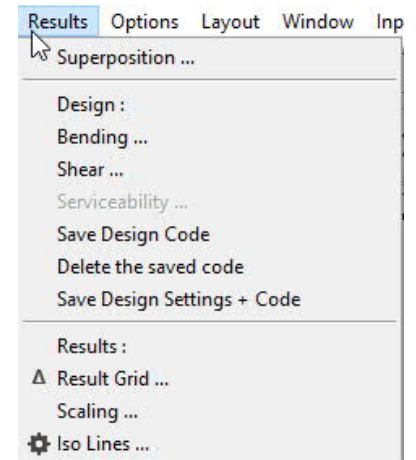 Results Options Layout Window Inp
Superposition ...
Design :
Bending ...
Shear ...
Serviceability ...
Save Design Code
Delete the saved code
Save Design Settings + Code
Results :
Δ Result Grid ...
Scaling ...
Iso Lines ...